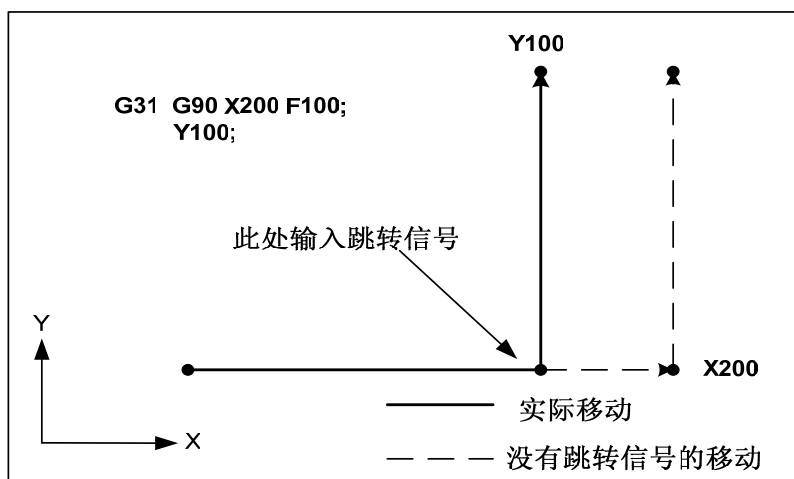 Y100
G31 G90 X200 F100;
Y100;
此处输入跳转信号
Y
X200
X
实际移动
没有跳转信号的移动